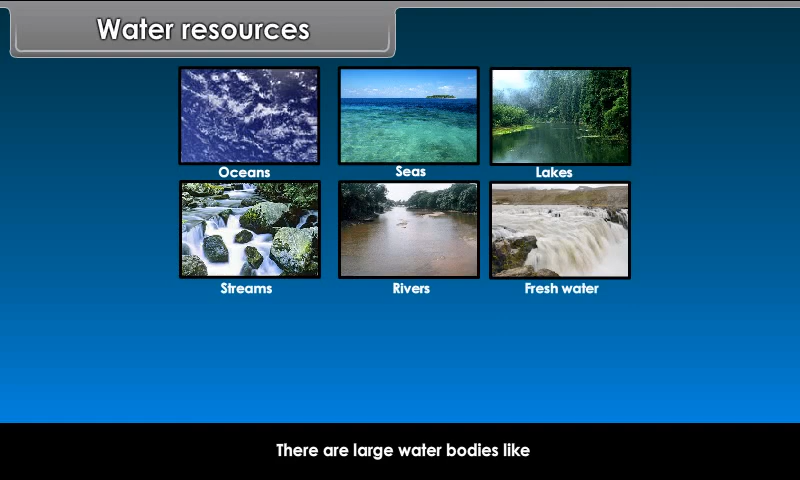 Water resources
Oceans
Seas
Lakes
Streams
Rivers
Fresh water
There are large water bodies like